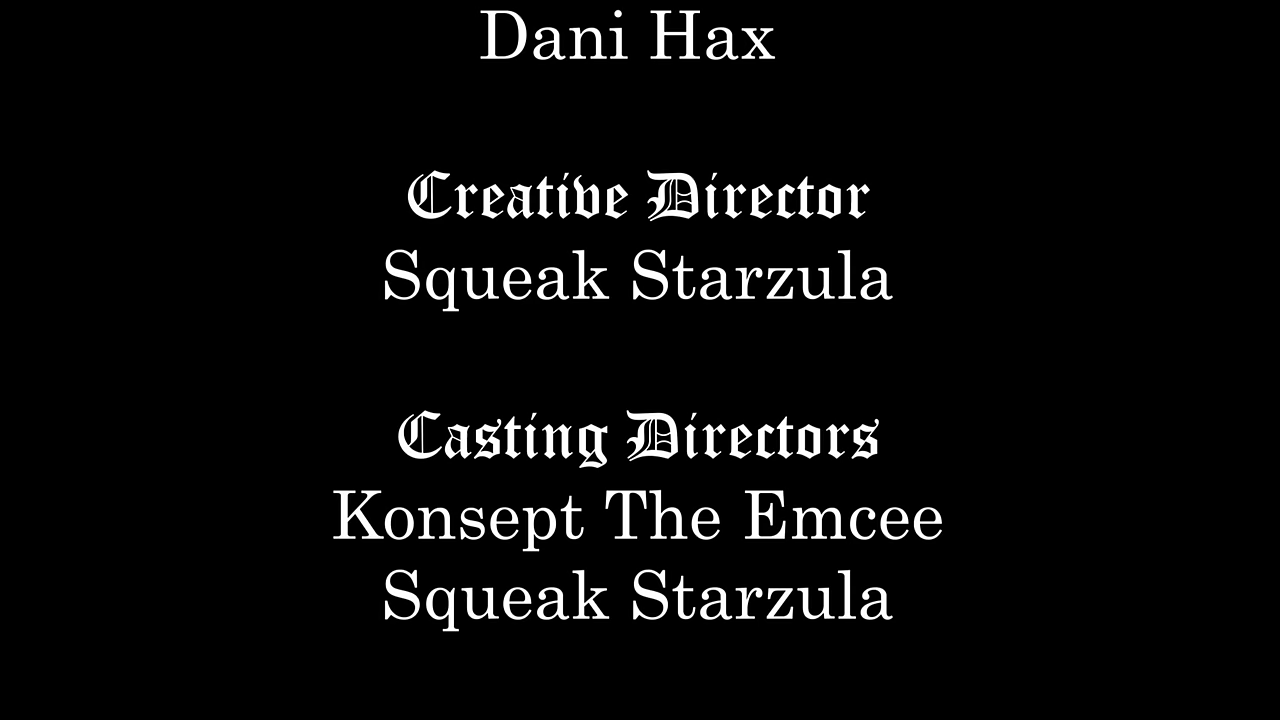 Dani Hax
Creative Director
Squeak Starzula
Casting Directors
Konsept The Emcee
Squeak Starzula